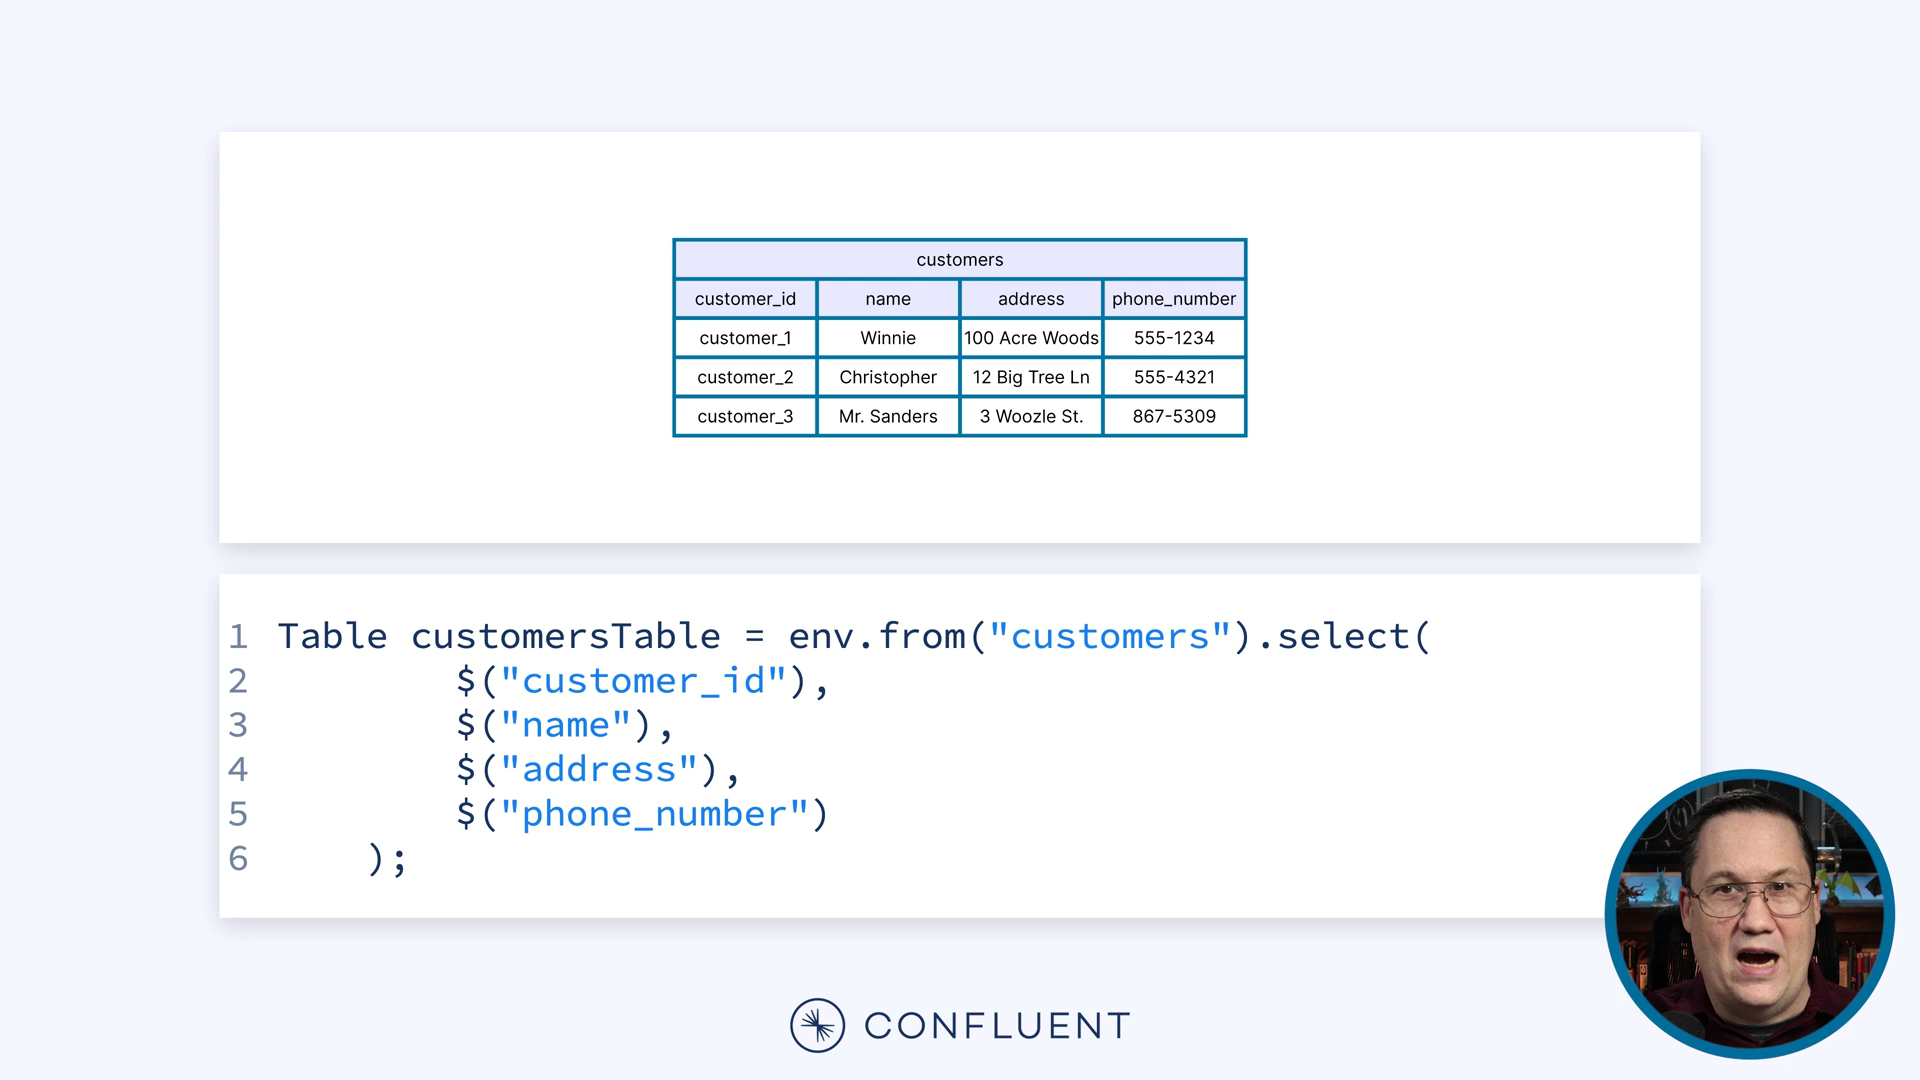 customers
customer_id name address phone_number
customer_1 Winnie 100 Acre Woods 555-1234
customer_2 Christopher 12 Big Tree Ln 555-4321
customer_3 Mr. Sanders 3 Woozle St. 867-5309
1 Table customersTable = env.from("customers").select(
2 $("customer_id"),
3 $("name"),
4 $("address"),
5 $("phone_number")
6 );
CONFLUENT